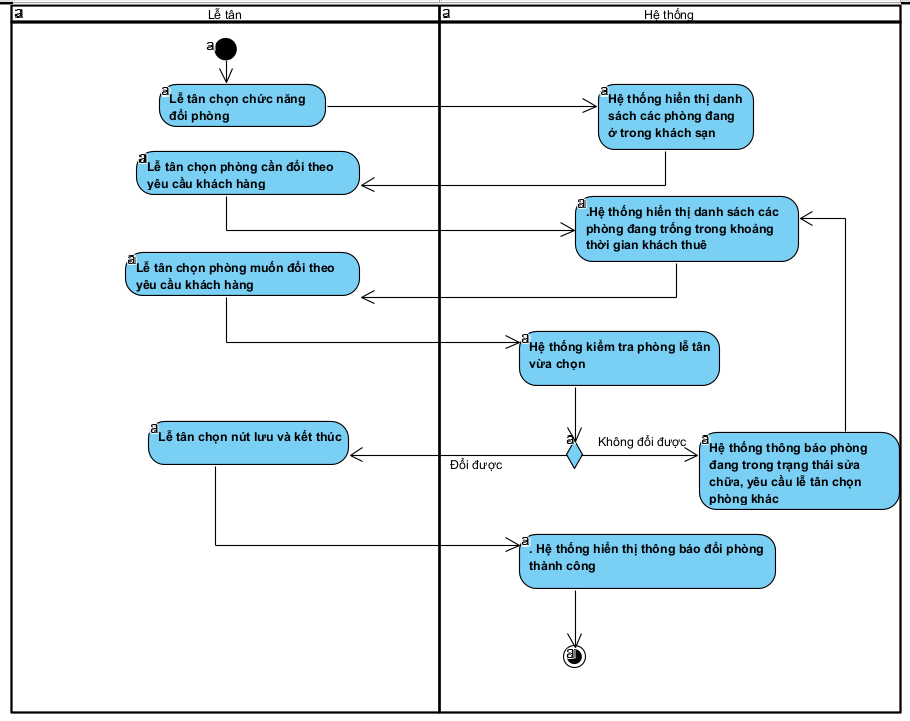 a Lễ tân
a Hệ thống
a
a
Lễ tân chọn chức năng
đổi phòng
a
Hệ thống hiển thị danh
sách các phòng đang
ở trong khách sạn
a
Lễ tân chọn phòng cần đổi theo
yêu cầu khách hàng
a
.Hệ thống hiển thị danh sách các
phòng đang trống trong khoảng
thời gian khách thuê
a
Lễ tân chọn phòng muốn đổi theo
yêu cầu khách hàng
a
Hệ thống kiểm tra phòng lễ tân
vừa chọn
a
Lễ tân chọn nút lưu và kết thúc
Đổi được
a
Không đổi được
a
Hệ thống thông báo phòng
đang trong trạng thái sửa
chữa, yêu cầu lễ tân chọn
phòng khác
a
. Hệ thống hiển thị thông báo đổi phòng
thành công
a